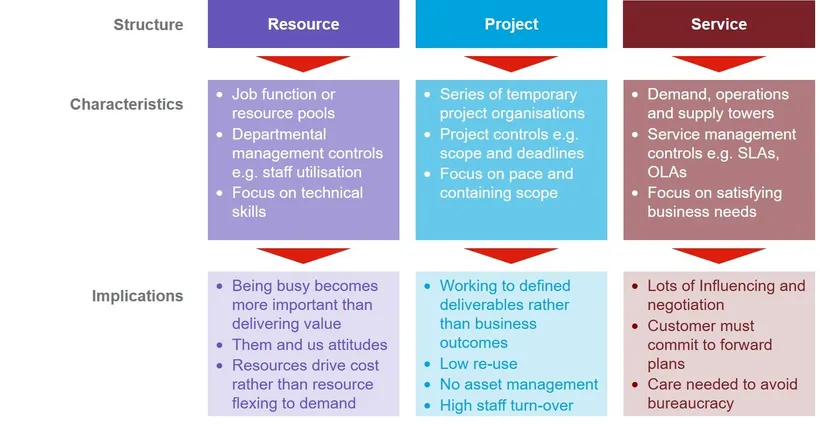 Structure
Resource
Project
Service
Characteristics
• Job function or
resource pools
• Departmental
management controls
e.g. staff utilisation
• Focus on technical
skills
• Series of temporary
project organisations
• Project controls e.g.
scope and deadlines
• Focus on pace and
containing scope
• Demand, operations
and supply towers
• Service management
controls e.g. SLAs,
OLAs
• Focus on satisfying
business needs
Implications
• Being busy becomes
more important than
delivering value
• Them and us attitudes
• Resources drive cost
rather than resource
flexing to demand
• Working to defined
deliverables rather
than business
outcomes
• Low re-use
• No asset management
• High staff turn-over
• Lots of Influencing and
negotiation
• Customer must
commit to forward
plans
• Care needed to avoid
bureaucracy